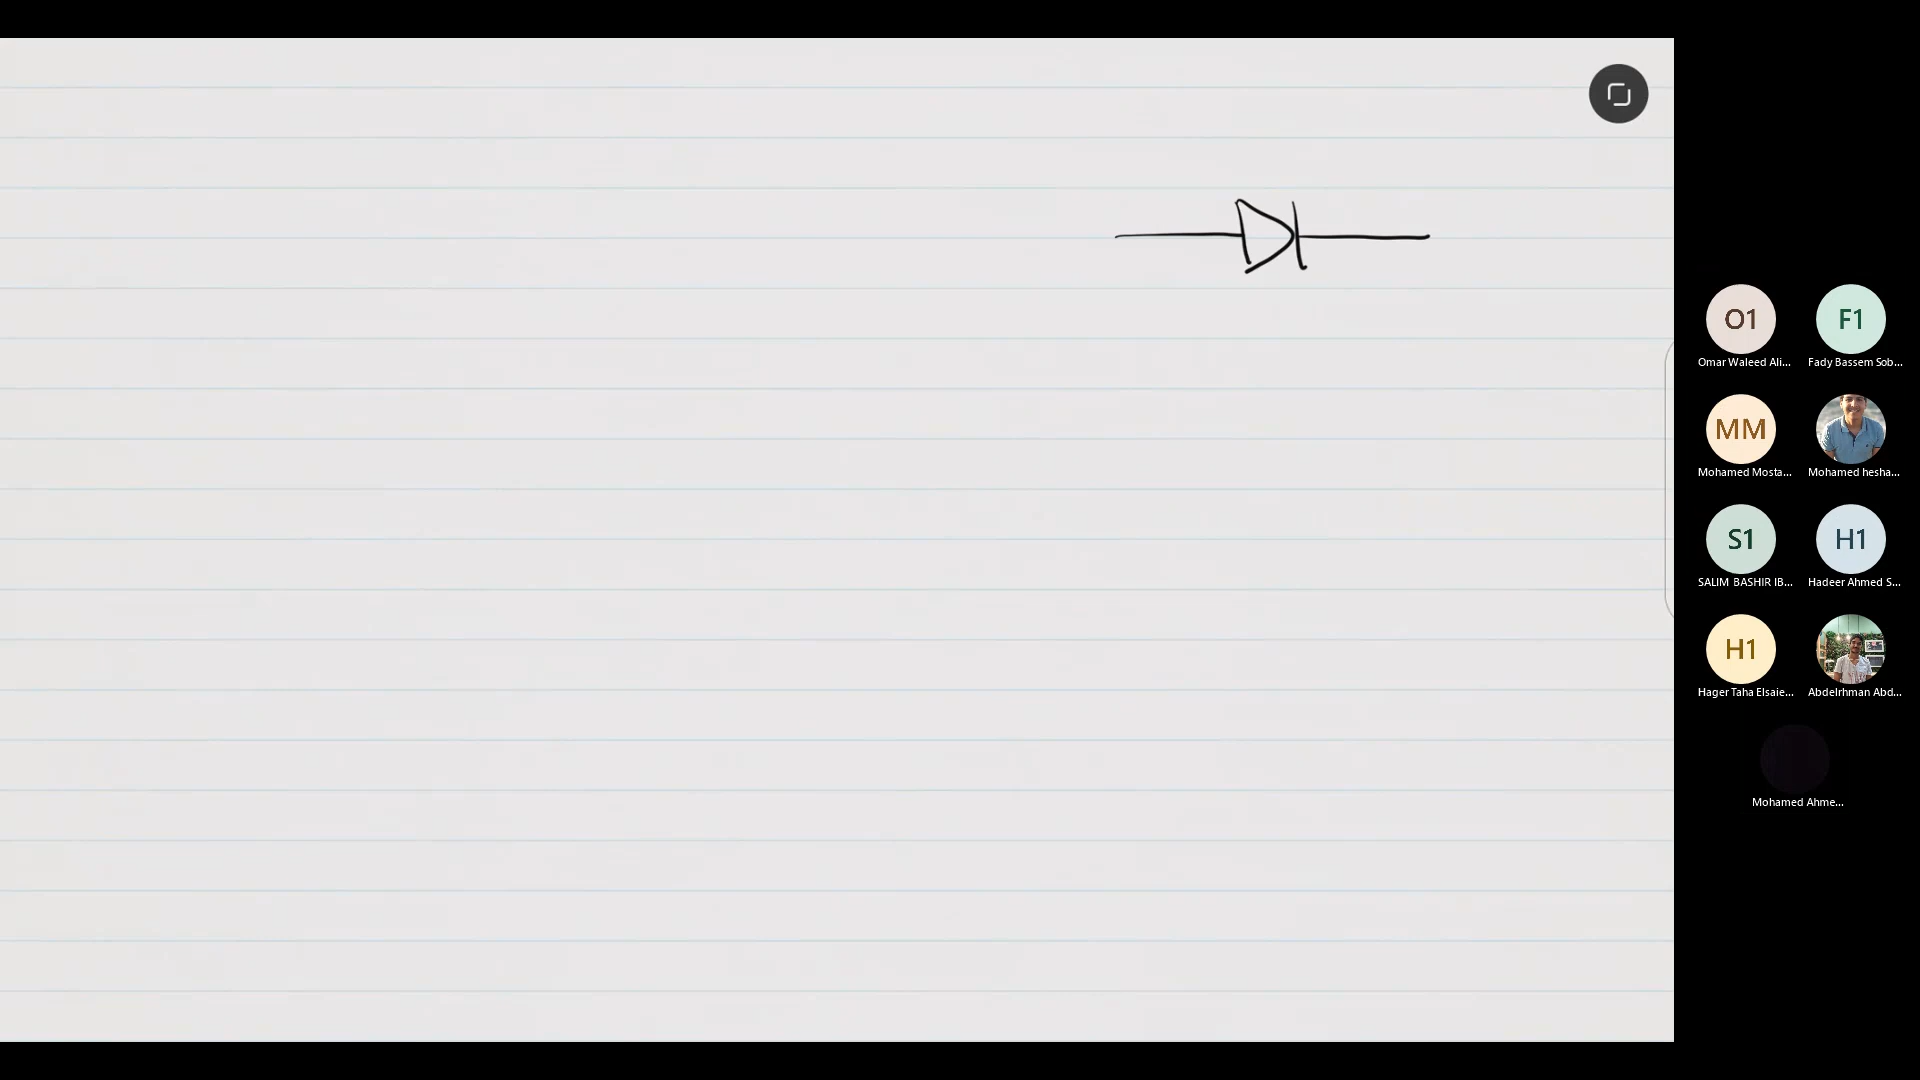 O1
F1
Omar Waleed Ali...
Fady Bassem Sob...
MM
Mohamed Mosta...
Mohamed hesha...
S1
H1
SALIM BASHIR IB...
Hadeer Ahmed S...
H1
Hager Taha Elsaie...
Abdelrhman Abd...
Mohamed Ahme...